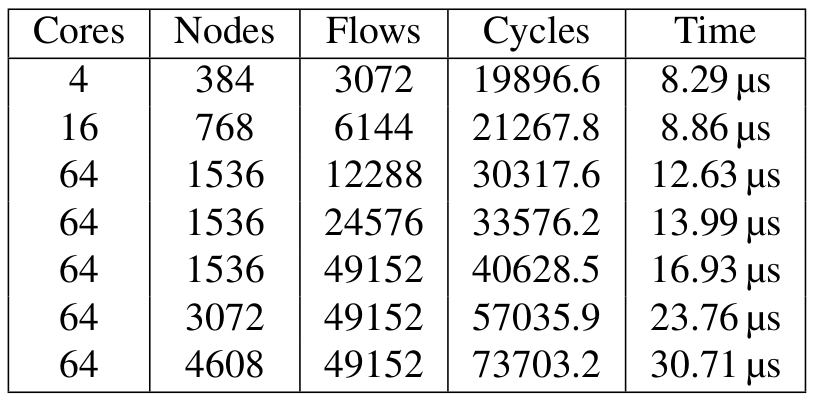 Cores Nodes Flows Cycles Time
4 384 3072 19896.6 8.29 µs
16 768 6144 21267.8 8.86 µs
64 1536 12288 30317.6 12.63 µs
64 1536 24576 33576.2 13.99 µs
64 1536 49152 40628.5 16.93 µs
64 3072 49152 57035.9 23.76 µs
64 4608 49152 73703.2 30.71 µs